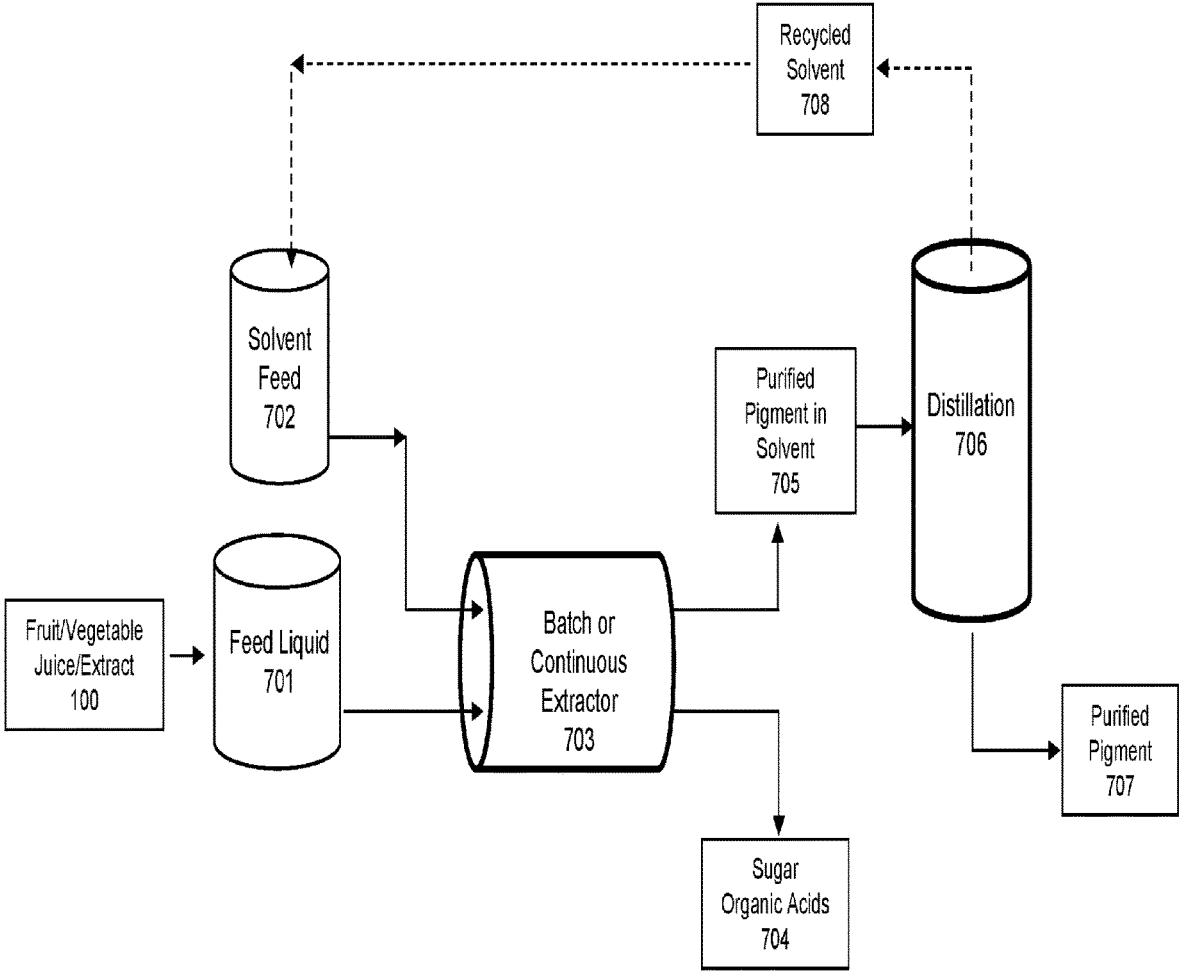 Recycled
Solvent
708
Solvent
Feed
702
Purified
Pigment in
Solvent
705
Distillation
706
Fruit/Vegetable
Juice/Extract
100
Feed Liquid
701
Batch or
Continuous
Extractor
703
Purified
Pigment
707
Sugar
Organic Acids
704